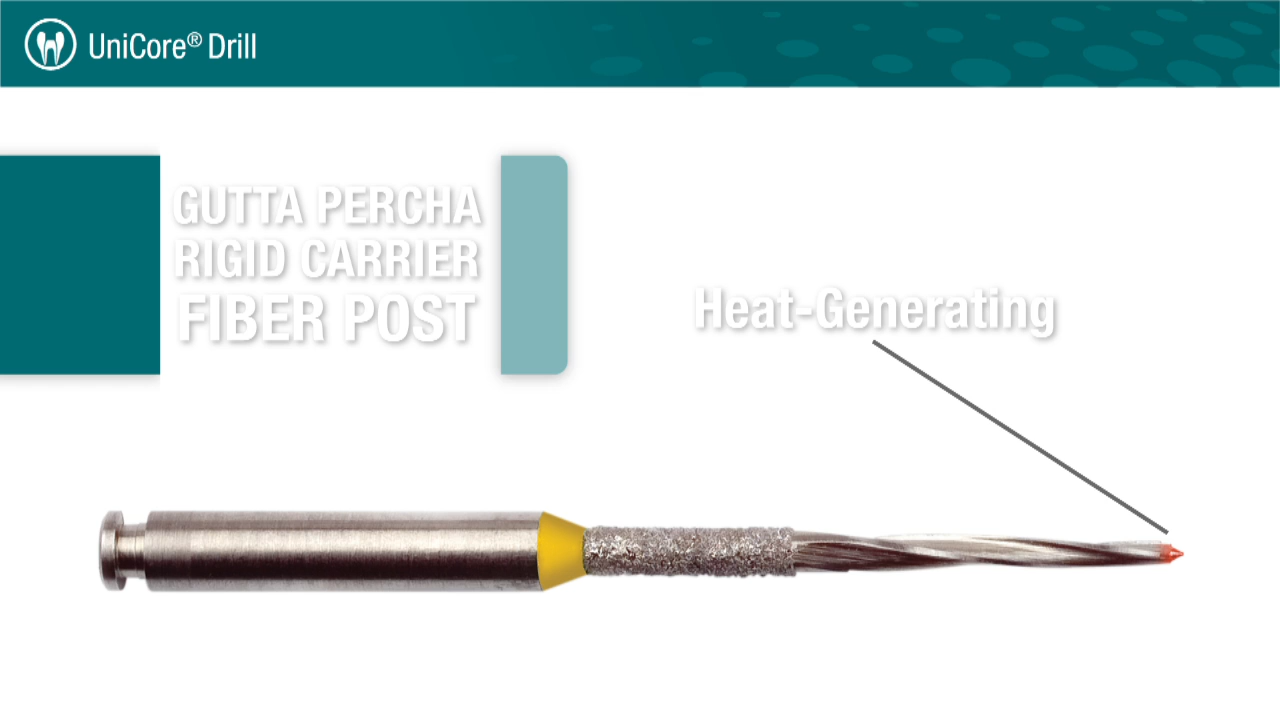 UniCore® Drill
GUTTA PERCHA
RIGID CARRIER
FIBER POST
Heat-Generating